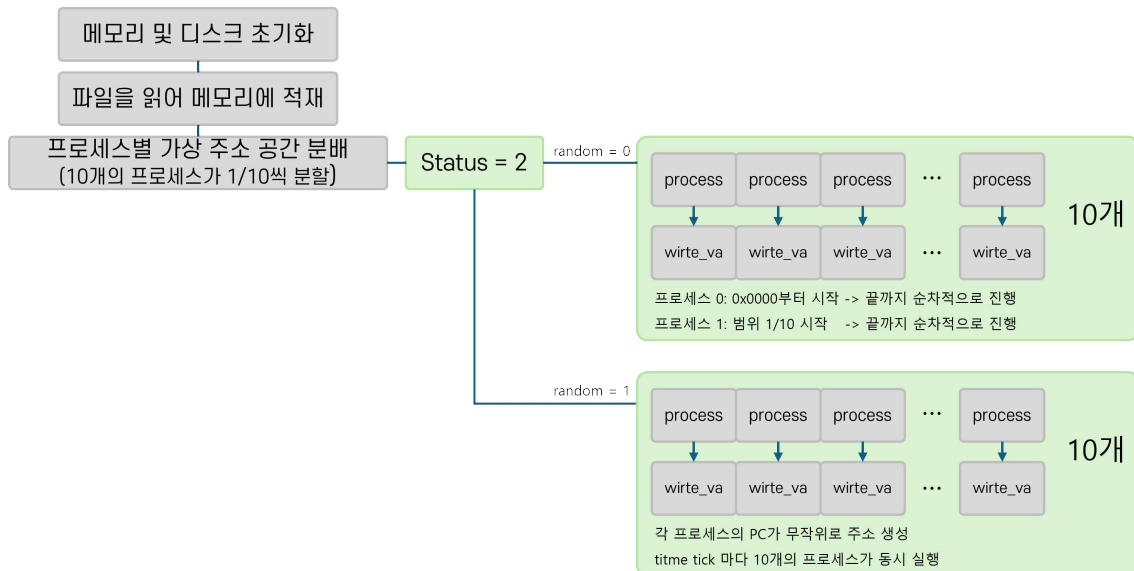 메모리 및 디스크 초기화
파일을 읽어 메모리에 적재
프로세스별 가상 주소 공간 분배
(10개의 프로세스가 1/10씩 분할)
Status = 2
random = 0
process process process ... process
10개
wirte_va wirte_va wirte_va ... wirte_va
프로세스 0: 0x0000부터 시작 -> 끝까지 순차적으로 진행
프로세스 1: 범위 1/10 시작 -> 끝까지 순차적으로 진행
random = 1
process process process ... process
10개
wirte_va wirte_va wirte_va ... wirte_va
각 프로세스의 PC가 무작위로 주소 생성
titme tick 마다 10개의 프로세스가 동시 실행